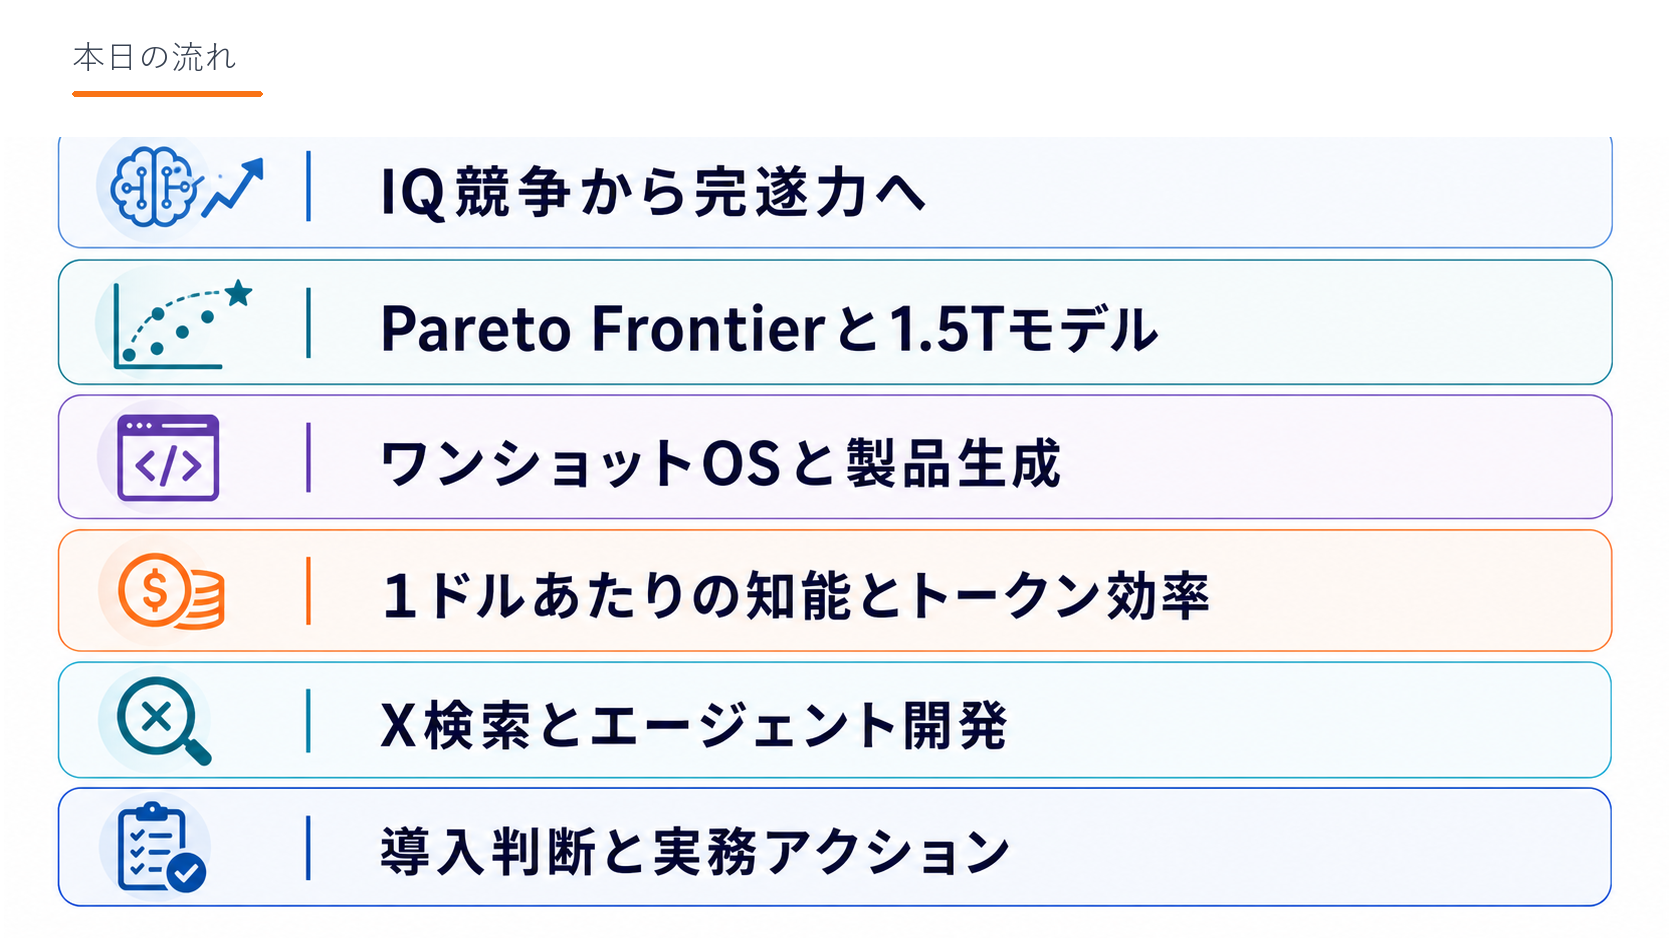 本日の流れ
IQ競争から完遂力へ
Pareto Frontierと1.5Tモデル
ワンショットOSと製品生成
1ドルあたりの知能とトークン効率
X検索とエージェント開発
導入判断と実務アクション